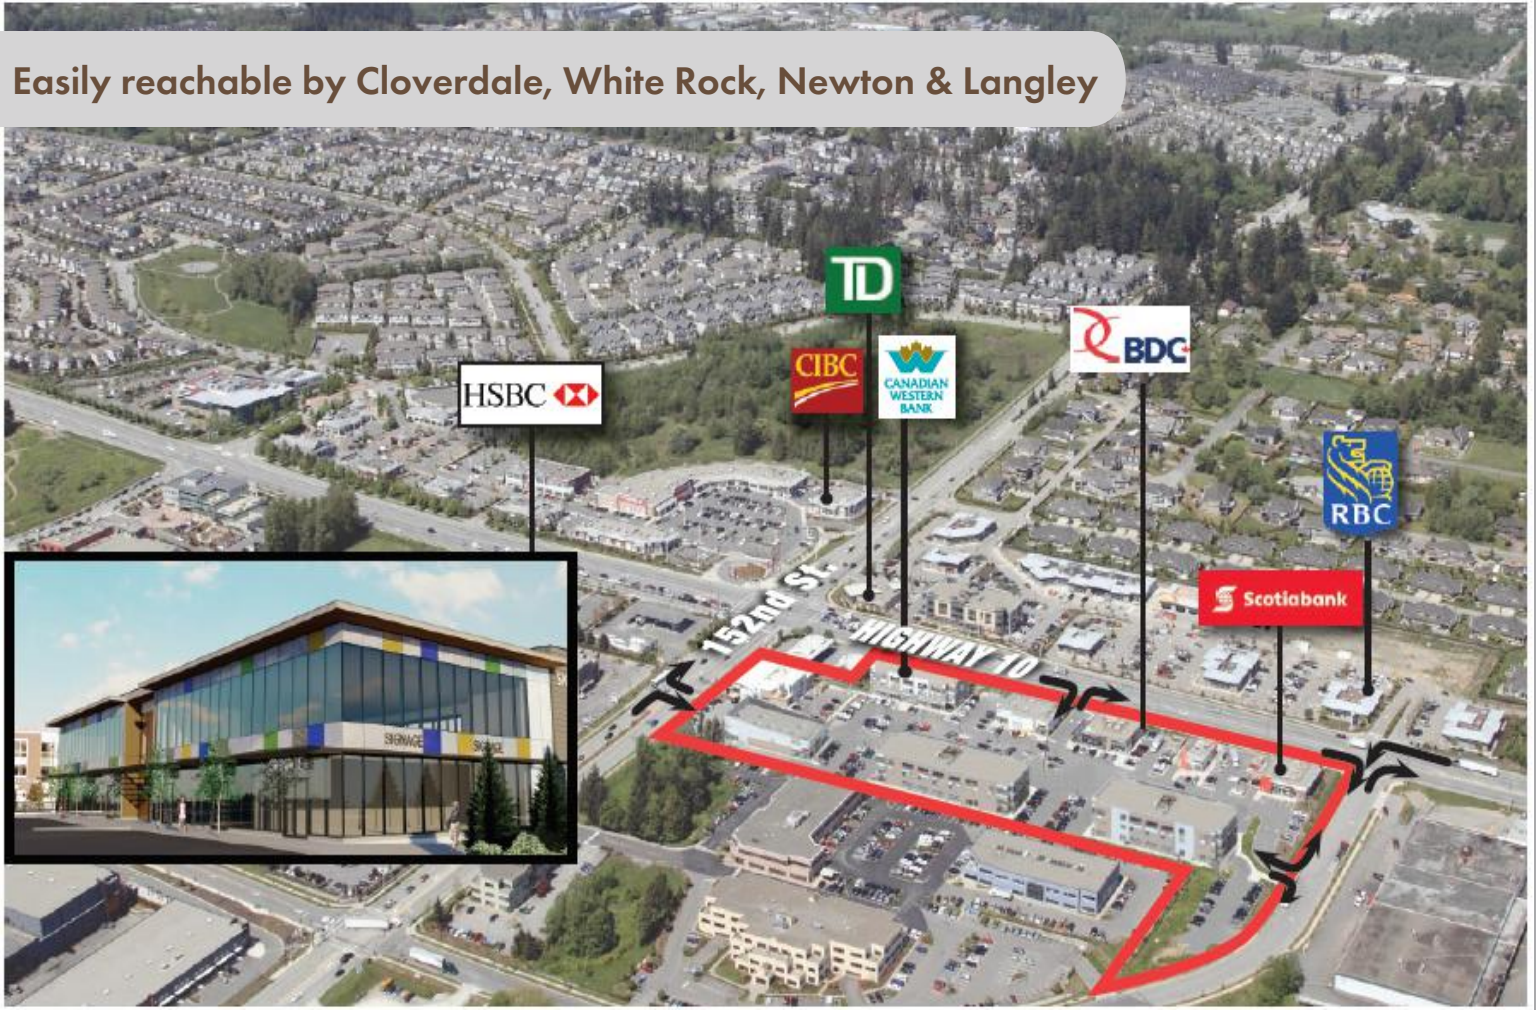 Easily reachable by Cloverdale, White Rock, Newton & Langley
TD
CIBC
CANADIAN
WESTERN
BANK
BDC
HSBC
RBC
Scotiabank
152nd St.
HIGHWAY 10
SIGNAGE
SIGNAGE